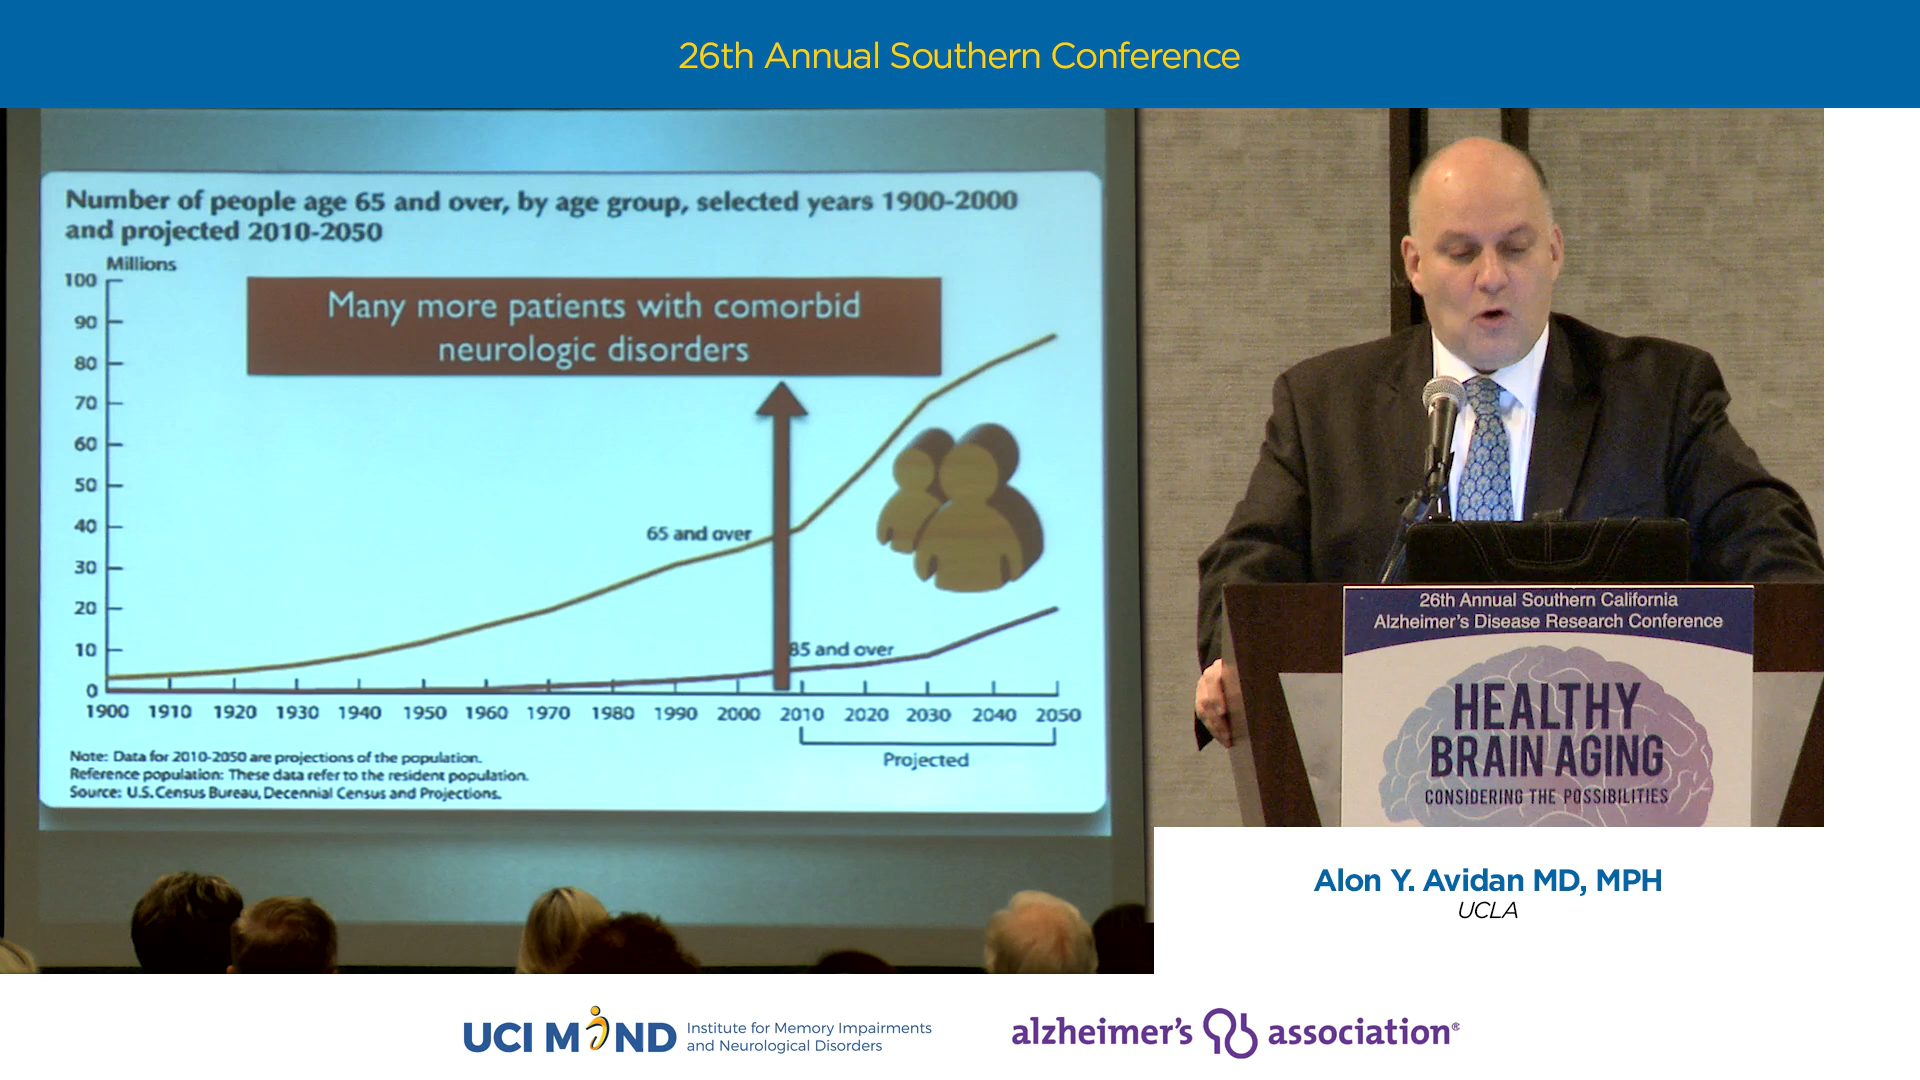 26th Annual Southern Conference
Number of people age 65 and over, by age group, selected years 1900-2000
and projected 2010-2050
Millions
100
90
80
70
60
50
40
30
20
10
0
Many more patients with comorbid
neurologic disorders
65 and over
85 and over
1900 1910 1920 1930 1940 1950 1960 1970 1980 1990 2000 2010 2020 2030 2040 2050
Projected
Note: Data for 2010-2050 are projections of the population.
Reference population: These data refer to the resident population.
Source: U.S. Census Bureau, Decennial Census and Projections.
26th Annual Southern California
Alzheimer's Disease Research Conference
HEALTHY
BRAIN AGING
CONSIDERING THE POSSIBILITIES
Alon Y. Avidan MD, MPH
UCLA
UCI MIND
Institute for Memory Impairments
and Neurological Disorders
alzheimer's association®